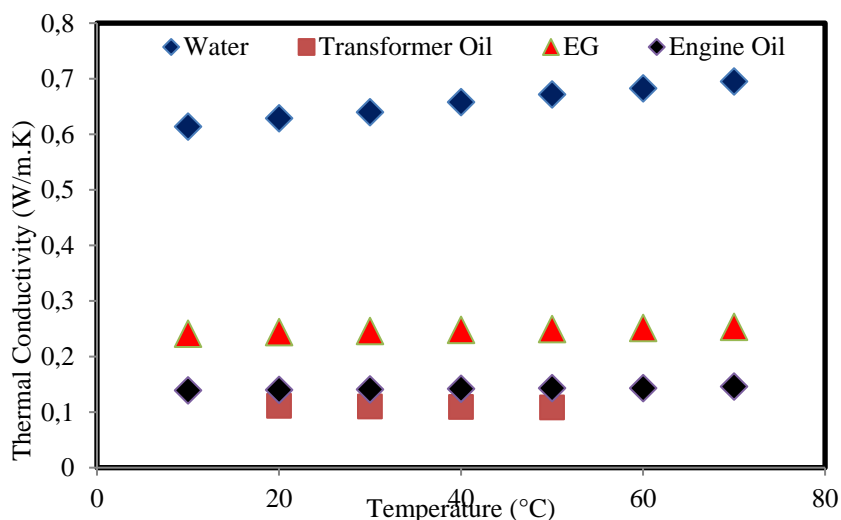 0,8
Water Transformer Oil EG Engine Oil
0,7
0,6
0,5
0,4
0,3
0,2
0,1
0
Thermal Conductivity (W/m.K)
0 20 40 60 80
Temperature (°C)